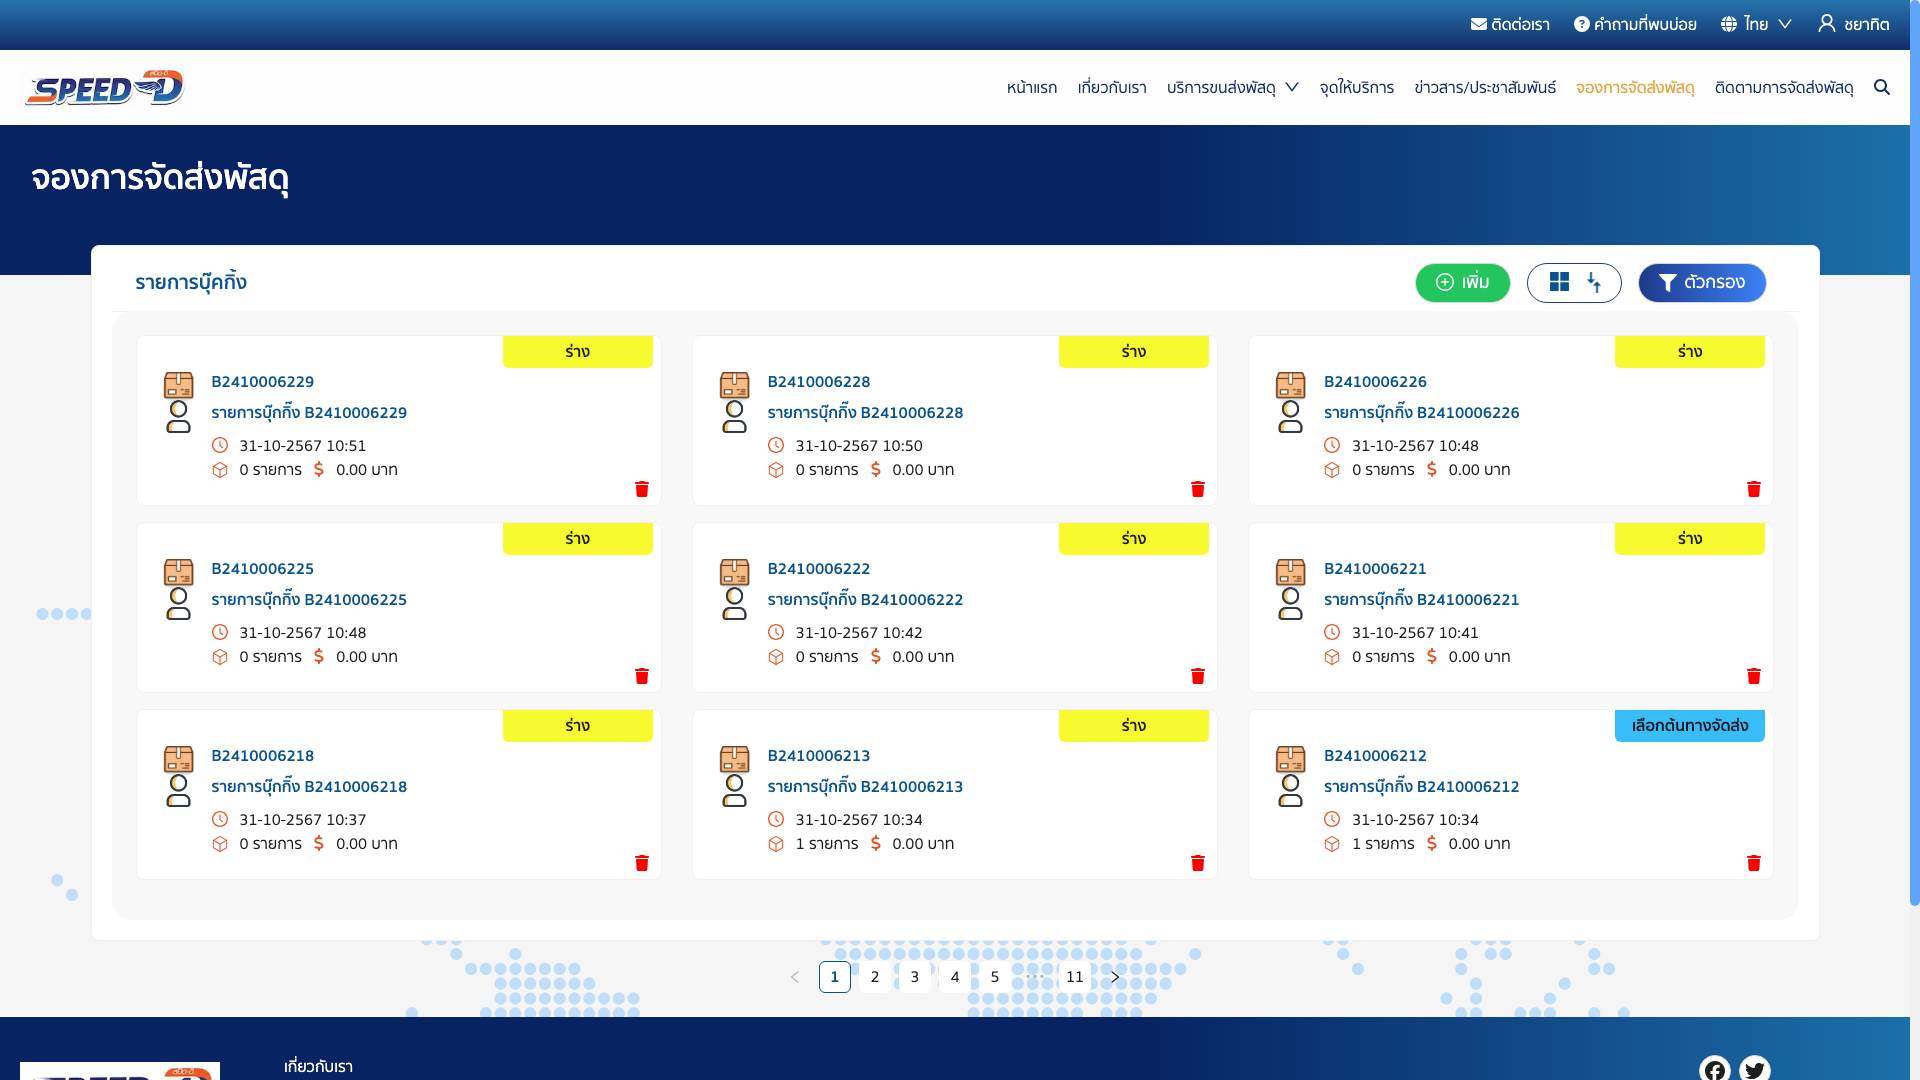 ติดต่อเรา คำถามที่พบบ่อย ไทย ชยาทิต
SPEED-D หน้าแรก เกี่ยวกับเรา บริการขนส่งพัสดุ จุดให้บริการ ข่าวสาร/ประชาสัมพันธ์ จองการจัดส่งพัสดุ ติดตามการจัดส่งพัสดุ
จองการจัดส่งพัสดุ
รายการบุ๊คกิ้ง เพิ่ม ตัวกรอง
ร่าง
B2410006229
รายการบุ๊กกิ๊ง B2410006229
31-10-2567 10:51
0 รายการ $ 0.00 บาท
ร่าง
B2410006228
รายการบุ๊กกิ๊ง B2410006228
31-10-2567 10:50
0 รายการ $ 0.00 บาท
ร่าง
B2410006226
รายการบุ๊กกิ๊ง B2410006226
31-10-2567 10:48
0 รายการ $ 0.00 บาท
ร่าง
B2410006225
รายการบุ๊กกิ๊ง B2410006225
31-10-2567 10:48
0 รายการ $ 0.00 บาท
ร่าง
B2410006222
รายการบุ๊กกิ๊ง B2410006222
31-10-2567 10:42
0 รายการ $ 0.00 บาท
ร่าง
B2410006221
รายการบุ๊กกิ๊ง B2410006221
31-10-2567 10:41
0 รายการ $ 0.00 บาท
ร่าง
B2410006218
รายการบุ๊กกิ๊ง B2410006218
31-10-2567 10:37
0 รายการ $ 0.00 บาท
ร่าง
B2410006213
รายการบุ๊กกิ๊ง B2410006213
31-10-2567 10:34
1 รายการ $ 0.00 บาท
เลือกต้นทางจัดส่ง
B2410006212
รายการบุ๊กกิ๊ง B2410006212
31-10-2567 10:34
1 รายการ $ 0.00 บาท
< 1 2 3 4 5 ••• 11 >
เกี่ยวกับเรา